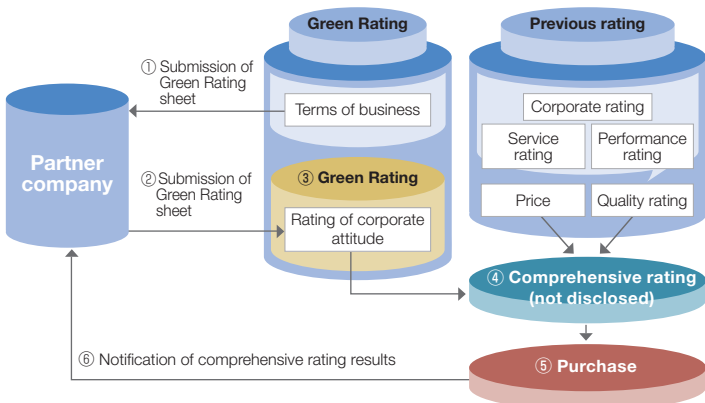 Green Rating
Previous rating
① Submission of
Green Rating
sheet
Terms of business
Corporate rating
Service
rating
Performance
rating
Partner
company
② Submission of
Green Rating
sheet
③ Green Rating
Rating of corporate
attitude
Price
Quality rating
④ Comprehensive rating
(not disclosed)
⑥ Notification of comprehensive rating results
⑤ Purchase